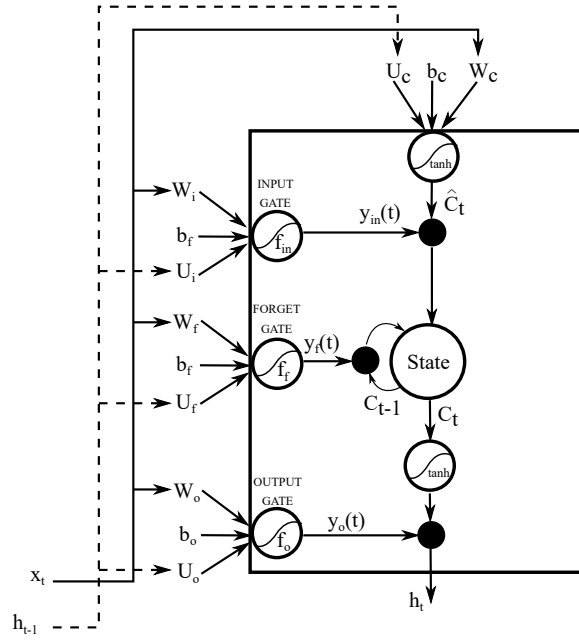 U_c b_c W_c
tanh
Ĉ_t
W_i
INPUT
GATE
y_in(t)
b_f
f_in
U_i
W_f
FORGET
GATE
y_f(t)
b_f
f_f
State
U_f
C_t-1
C_t
tanh
W_o
OUTPUT
GATE
y_o(t)
b_o
f_o
U_o
x_t
h_t
h_t-1